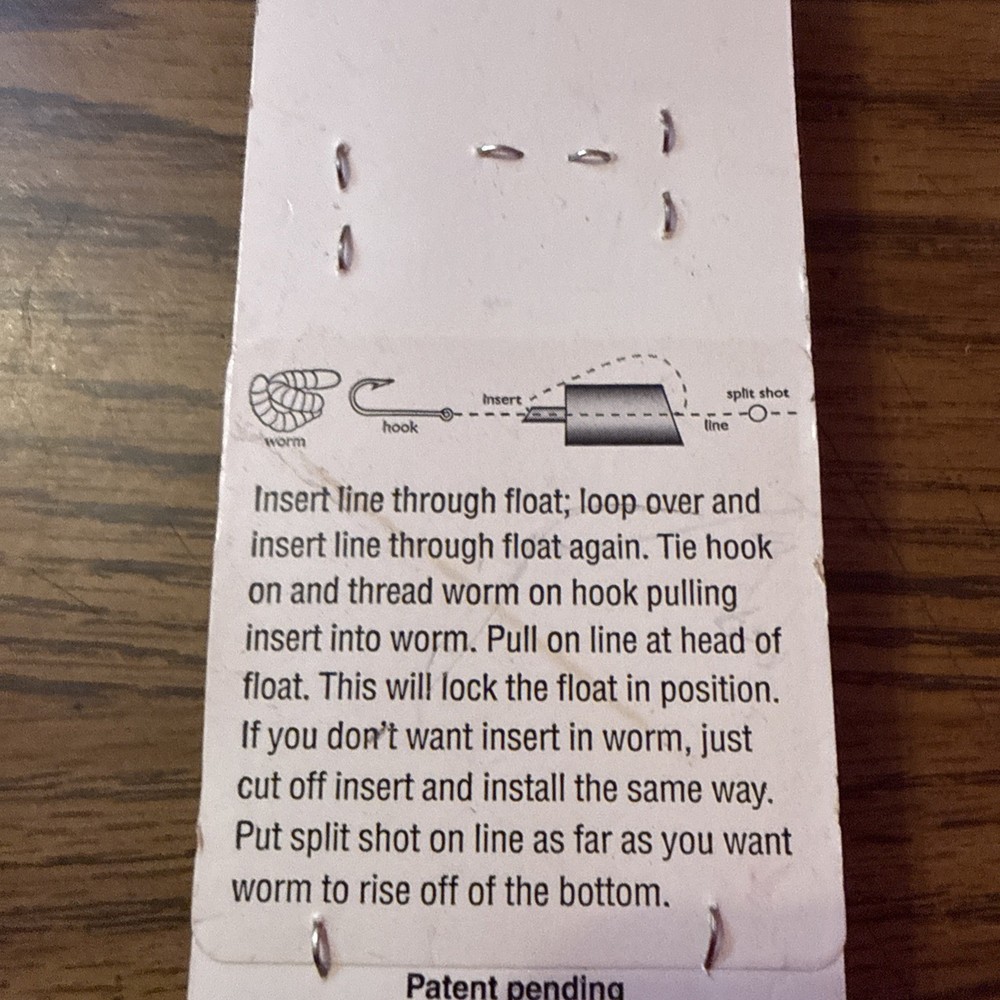 worm
hook
Insert
line
split shot
Insert line through float; loop over and
insert line through float again. Tie hook
on and thread worm on hook pulling
insert into worm. Pull on line at head of
float. This will lock the float in position.
If you don't want insert in worm, just
cut off insert and install the same way.
Put split shot on line as far as you want
worm to rise off of the bottom.
Patent pending